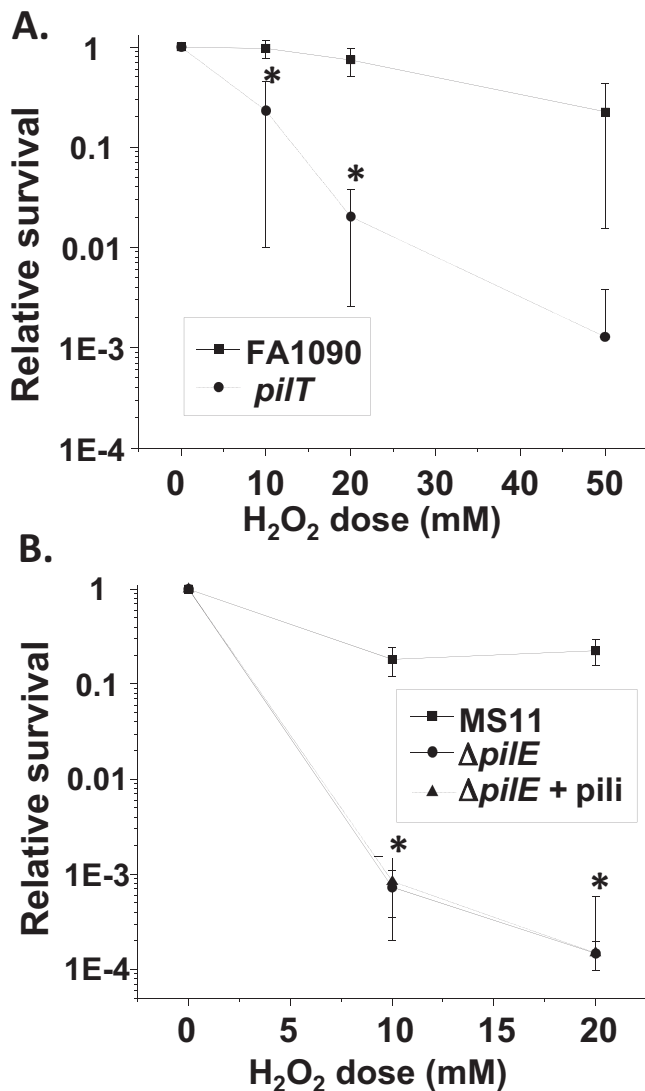 A.
1
0.1
0.01
1E-3
1E-4
Relative survival
*
*
FA1090
pilT
0 10 20 30 40 50
H₂O₂ dose (mM)
B.
1
0.1
0.01
1E-3
1E-4
Relative survival
MS11
ΔpilE
ΔpilE + pili
*
*
0 5 10 15 20
H₂O₂ dose (mM)